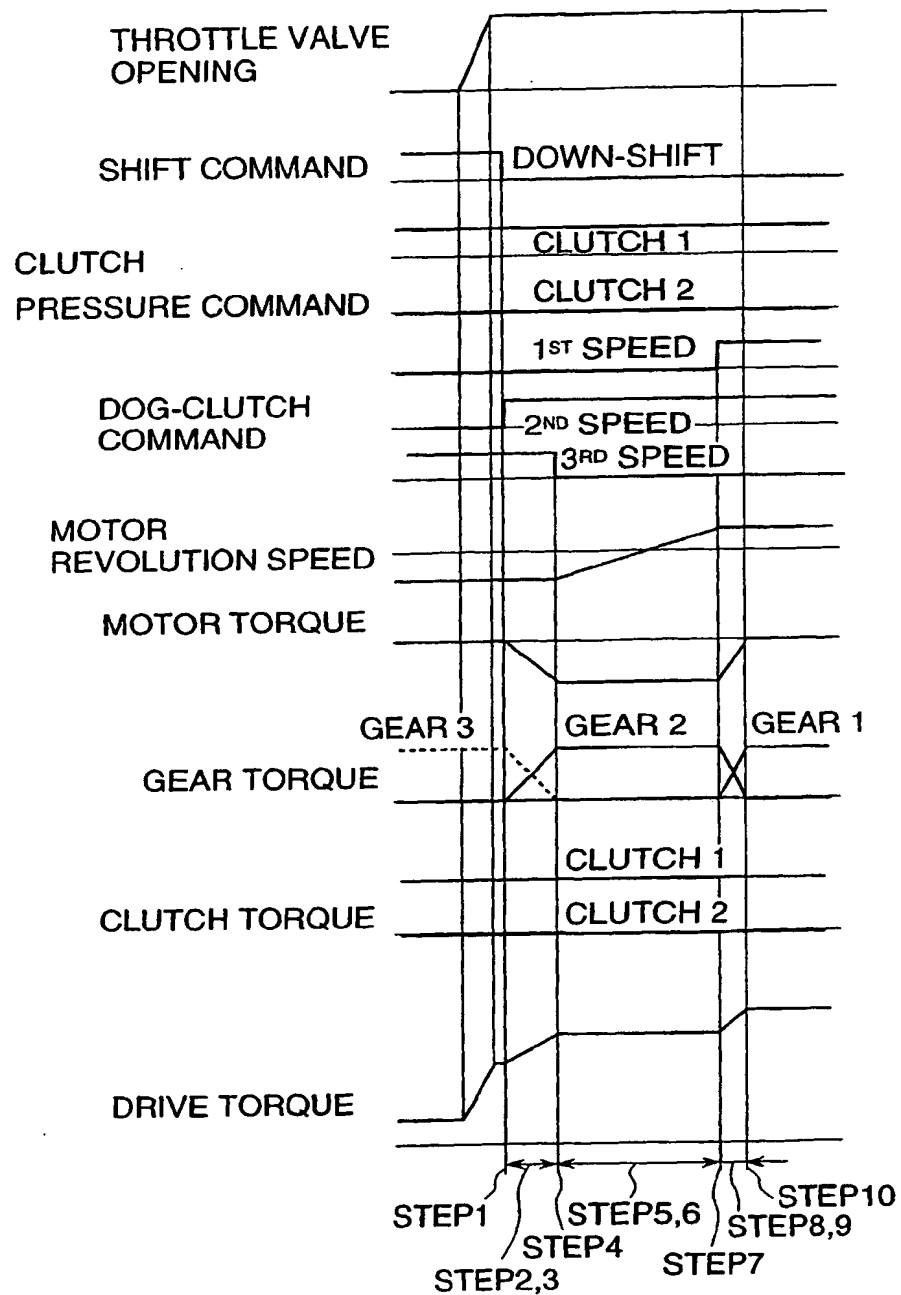 THROTTLE VALVE
OPENING
SHIFT COMMAND
DOWN-SHIFT
CLUTCH
PRESSURE COMMAND
CLUTCH 1
CLUTCH 2
DOG-CLUTCH
COMMAND
1ST SPEED
2ND SPEED
3RD SPEED
MOTOR
REVOLUTION SPEED
MOTOR TORQUE
GEAR 3
GEAR 2
GEAR 1
GEAR TORQUE
CLUTCH 1
CLUTCH TORQUE
CLUTCH 2
DRIVE TORQUE
STEP1
STEP2,3
STEP4
STEP5,6
STEP7
STEP8,9
STEP10